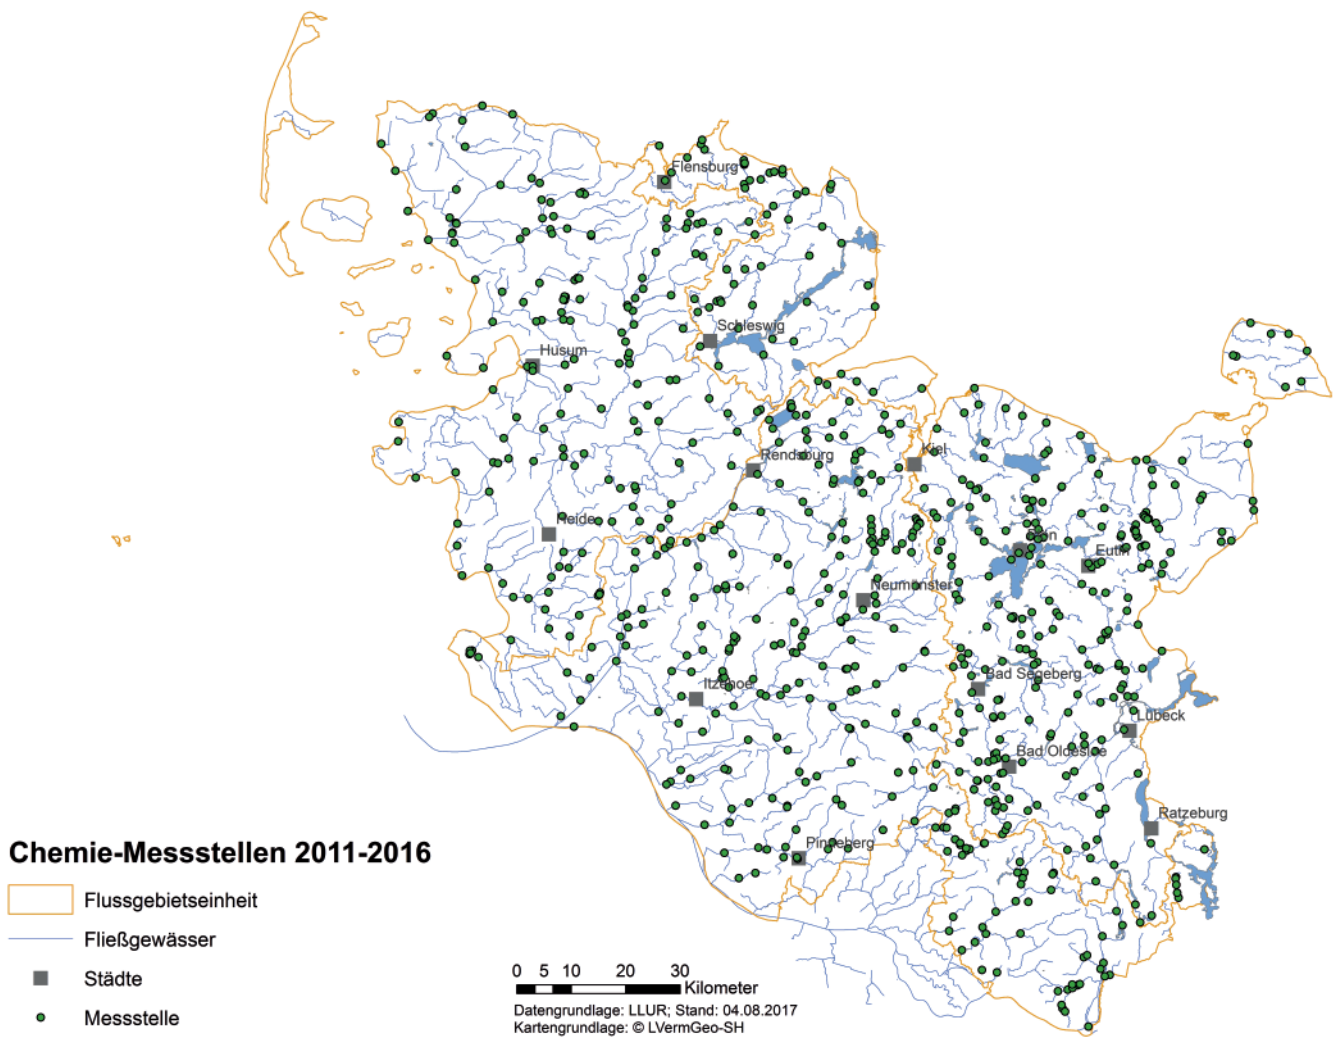 Flensburg
Schleswig
Husum
Rendsburg
Kiel
Heide
Plön
Eutin
Neumünster
Bad Segeberg
Itzehoe
Lübeck
Bad Oldesloe
Ratzeburg
Pinneberg
Chemie-Messstellen 2011-2016
Flussgebietseinheit
Fließgewässer
Städte
Messstelle
0 5 10 20 30
Kilometer
Datengrundlage: LLUR; Stand: 04.08.2017
Kartengrundlage: © LVermGeo-SH